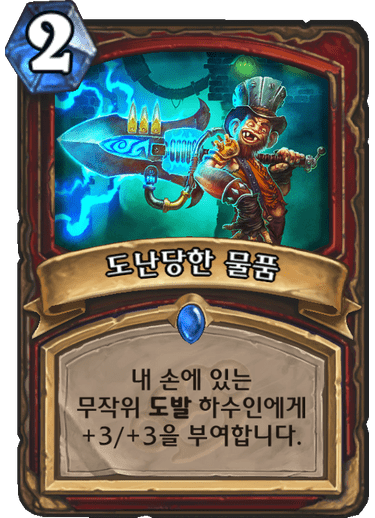 2
도난당한 물품
내 손에 있는
무작위 도발 하수인에게
+3/+3을 부여합니다.